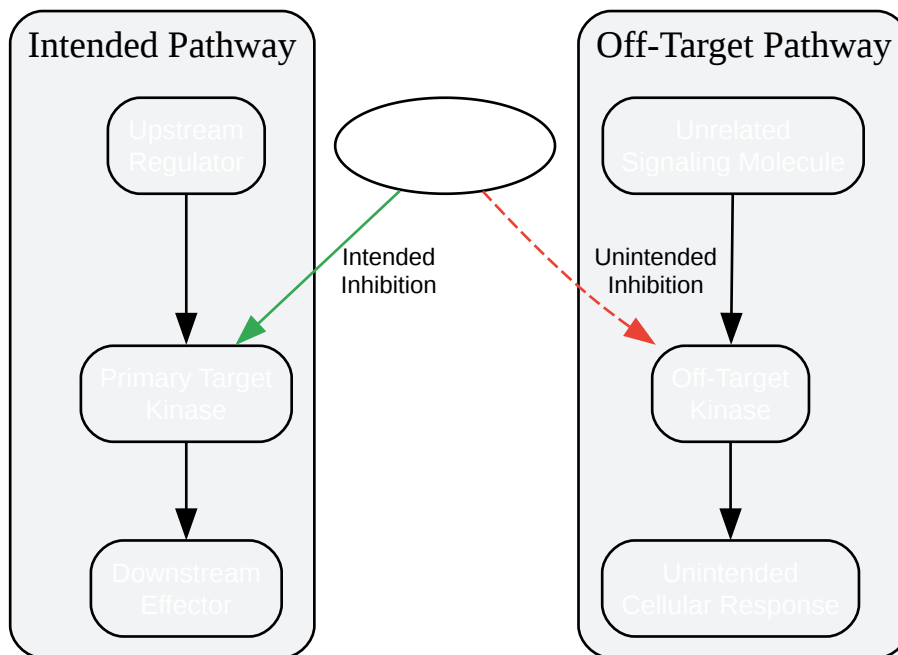 Intended Pathway
Upstream
Regulator
Primary Target
Kinase
Downstream
Effector
Intended
Inhibition
Off-Target Pathway
Unrelated
Signaling Molecule
Unintended
Inhibition
Off-Target
Kinase
Unintended
Cellular Response